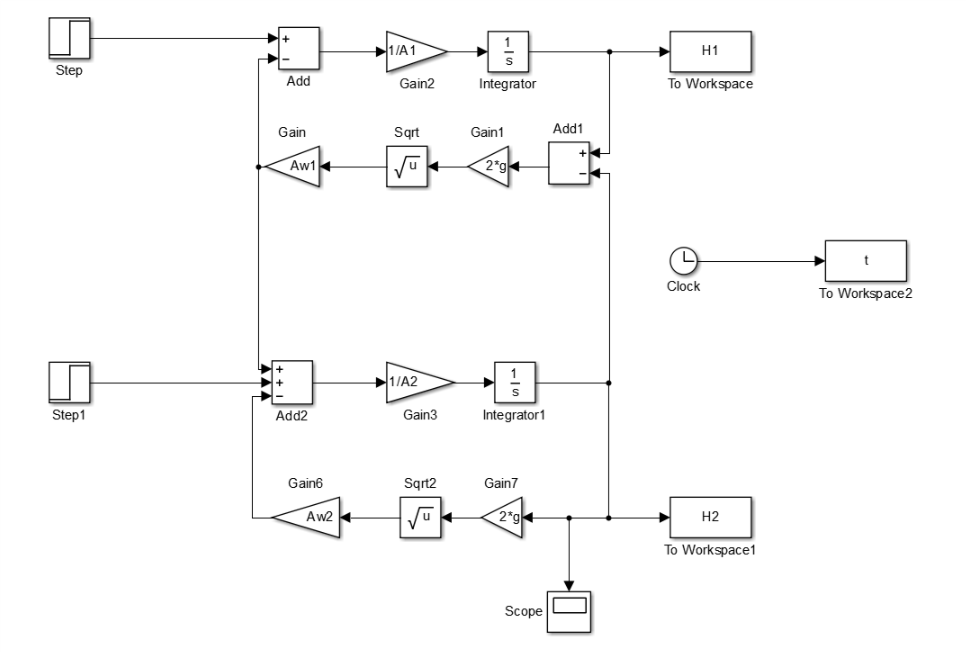 Step
+
−
Add
1/A1
Gain2
1
s
Integrator
H1
To Workspace
Gain
Aw1
Sqrt
√u
Gain1
2*g
Add1
+
−
Clock
t
To Workspace2
Step1
+
+
−
Add2
1/A2
Gain3
1
s
Integrator1
Gain6
Aw2
Sqrt2
√u
Gain7
2*g
H2
To Workspace1
Scope